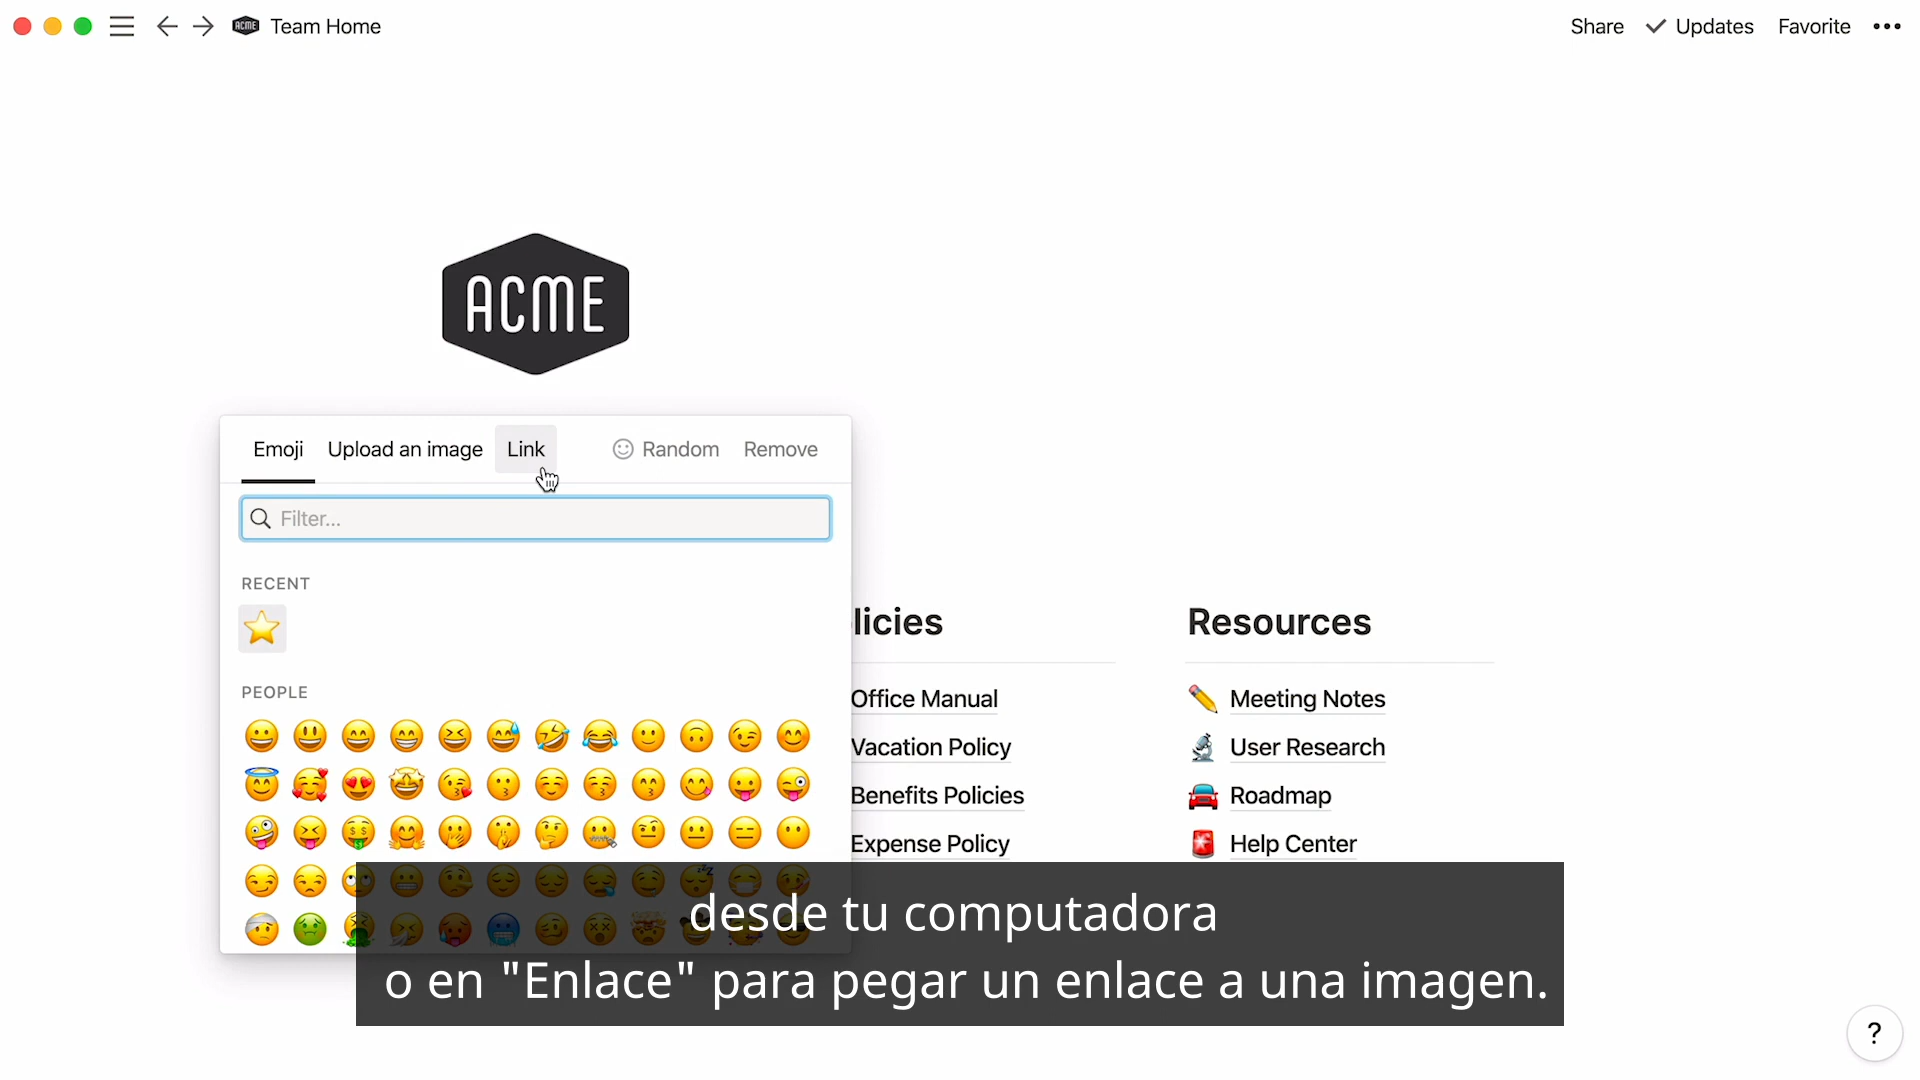 ACME Team Home
Share ✓ Updates Favorite •••
ACME
Emoji Upload an image Link Random Remove
Filter...
RECENT
PEOPLE
licies
Office Manual
Vacation Policy
Benefits Policies
Expense Policy
Resources
Meeting Notes
User Research
Roadmap
Help Center
desde tu computadora
o en "Enlace" para pegar un enlace a una imagen.
?